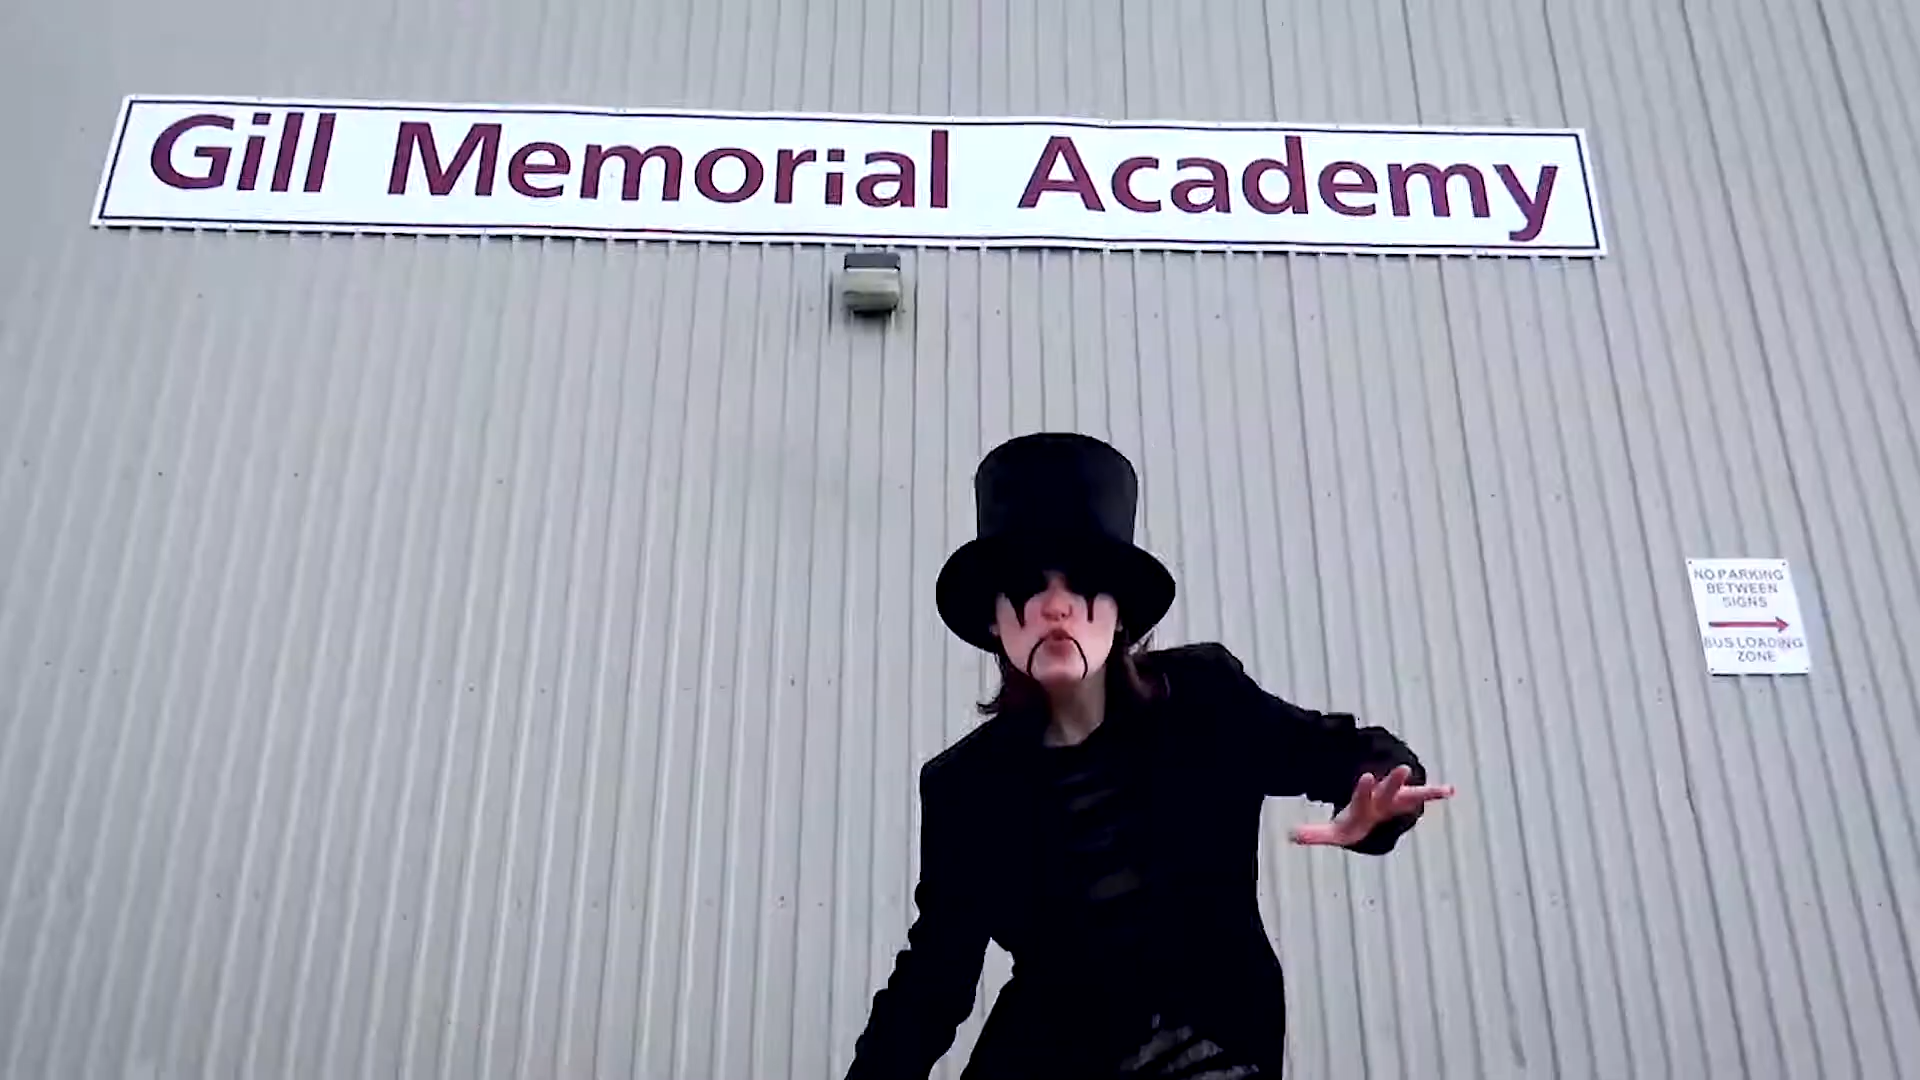 Gill Memorial Academy
NO PARKING
BETWEEN
SIGNS
BUS LOADING
ZONE